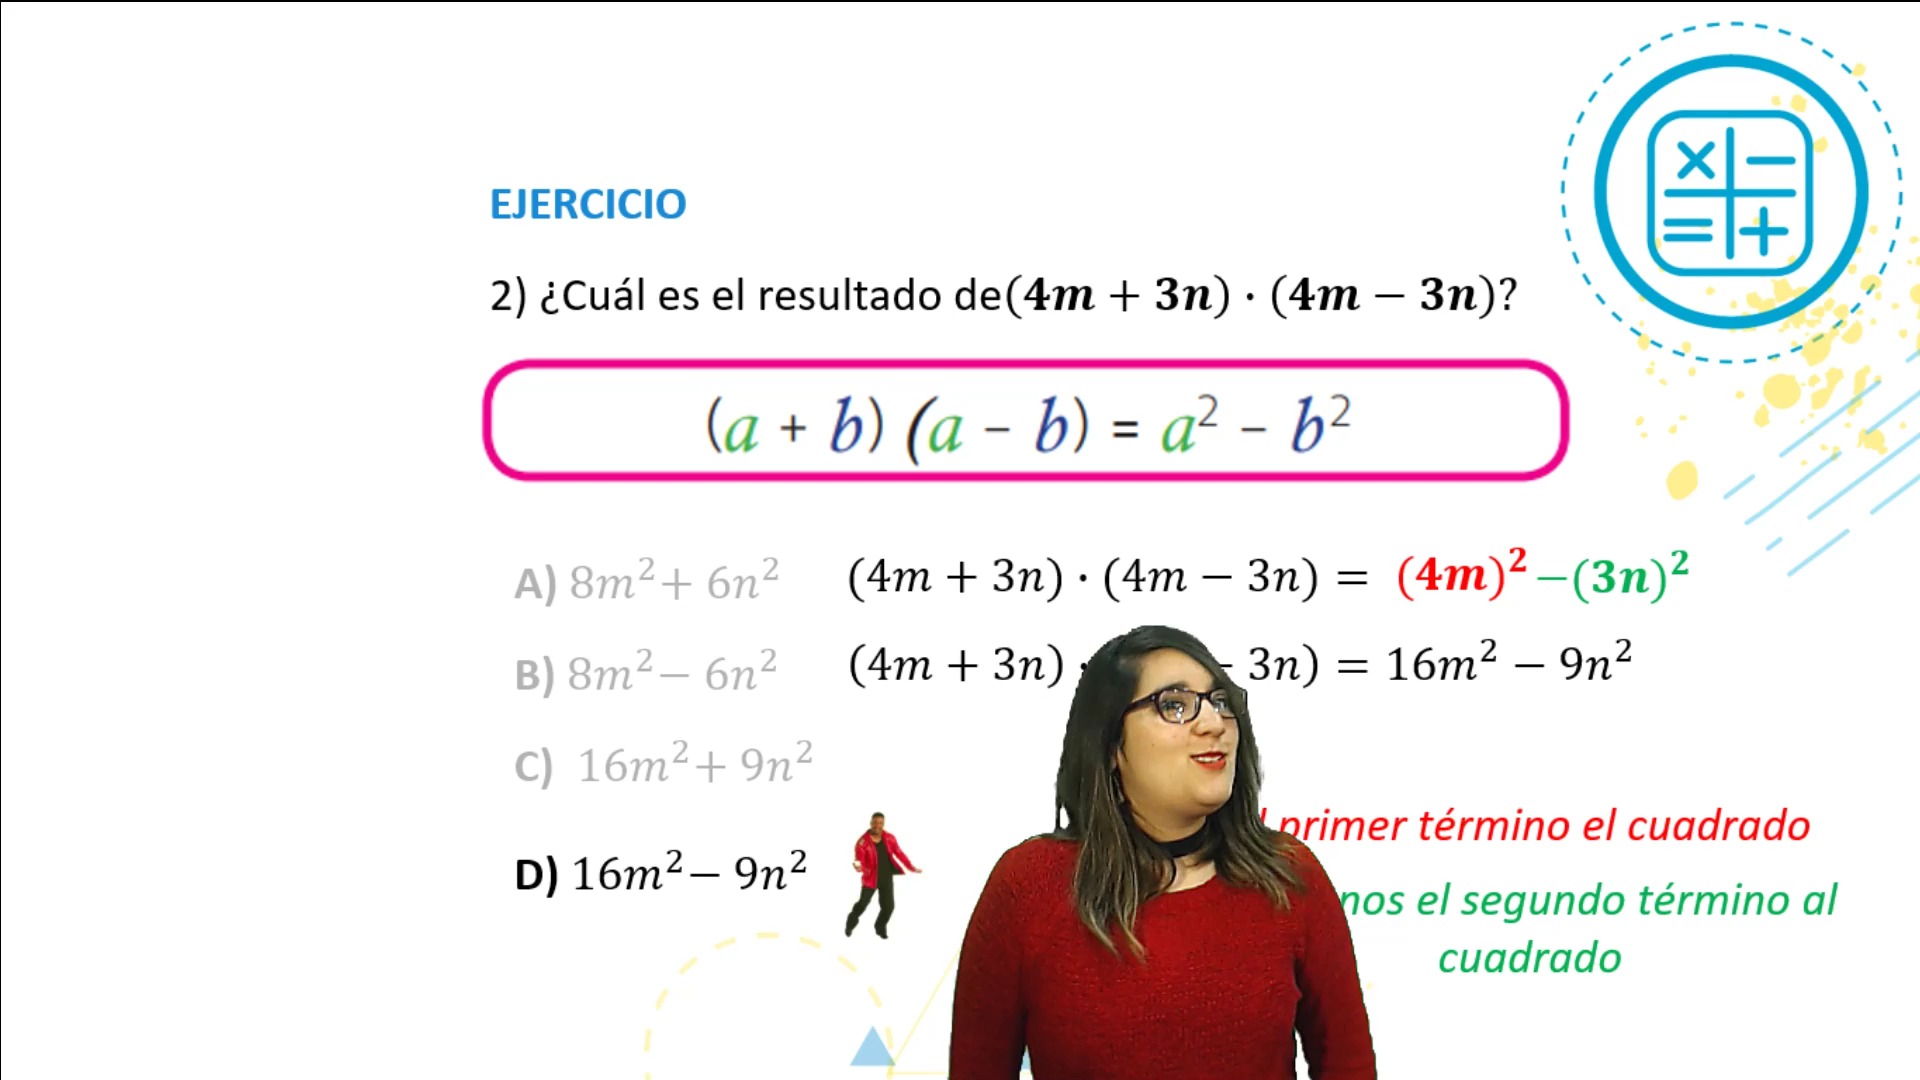 EJERCICIO
2) ¿Cuál es el resultado de(4m + 3n) · (4m − 3n)?
(a + b) (a − b) = a² − b²
A) 8m² + 6n²
(4m + 3n) · (4m − 3n) = (4m)² −(3n)²
B) 8m² − 6n²
(4m + 3n) · − 3n) = 16m² − 9n²
C) 16m² + 9n²
primer término el cuadrado
D) 16m² − 9n²
el segundo término al
cuadrado